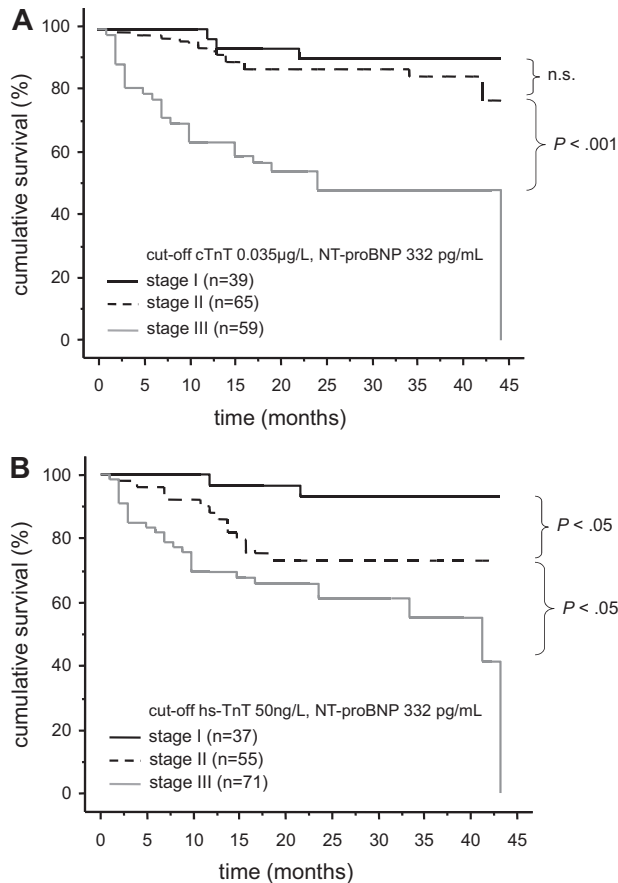 A
cumulative survival (%)
100
80
60
40
20
0
n.s.
P < .001
cut-off cTnT 0.035µg/L, NT-proBNP 332 pg/mL
stage I (n=39)
stage II (n=65)
stage III (n=59)
0 5 10 15 20 25 30 35 40 45
time (months)
B
cumulative survival (%)
100
80
60
40
20
0
P < .05
P < .05
cut-off hs-TnT 50ng/L, NT-proBNP 332 pg/mL
stage I (n=37)
stage II (n=55)
stage III (n=71)
0 5 10 15 20 25 30 35 40 45
time (months)